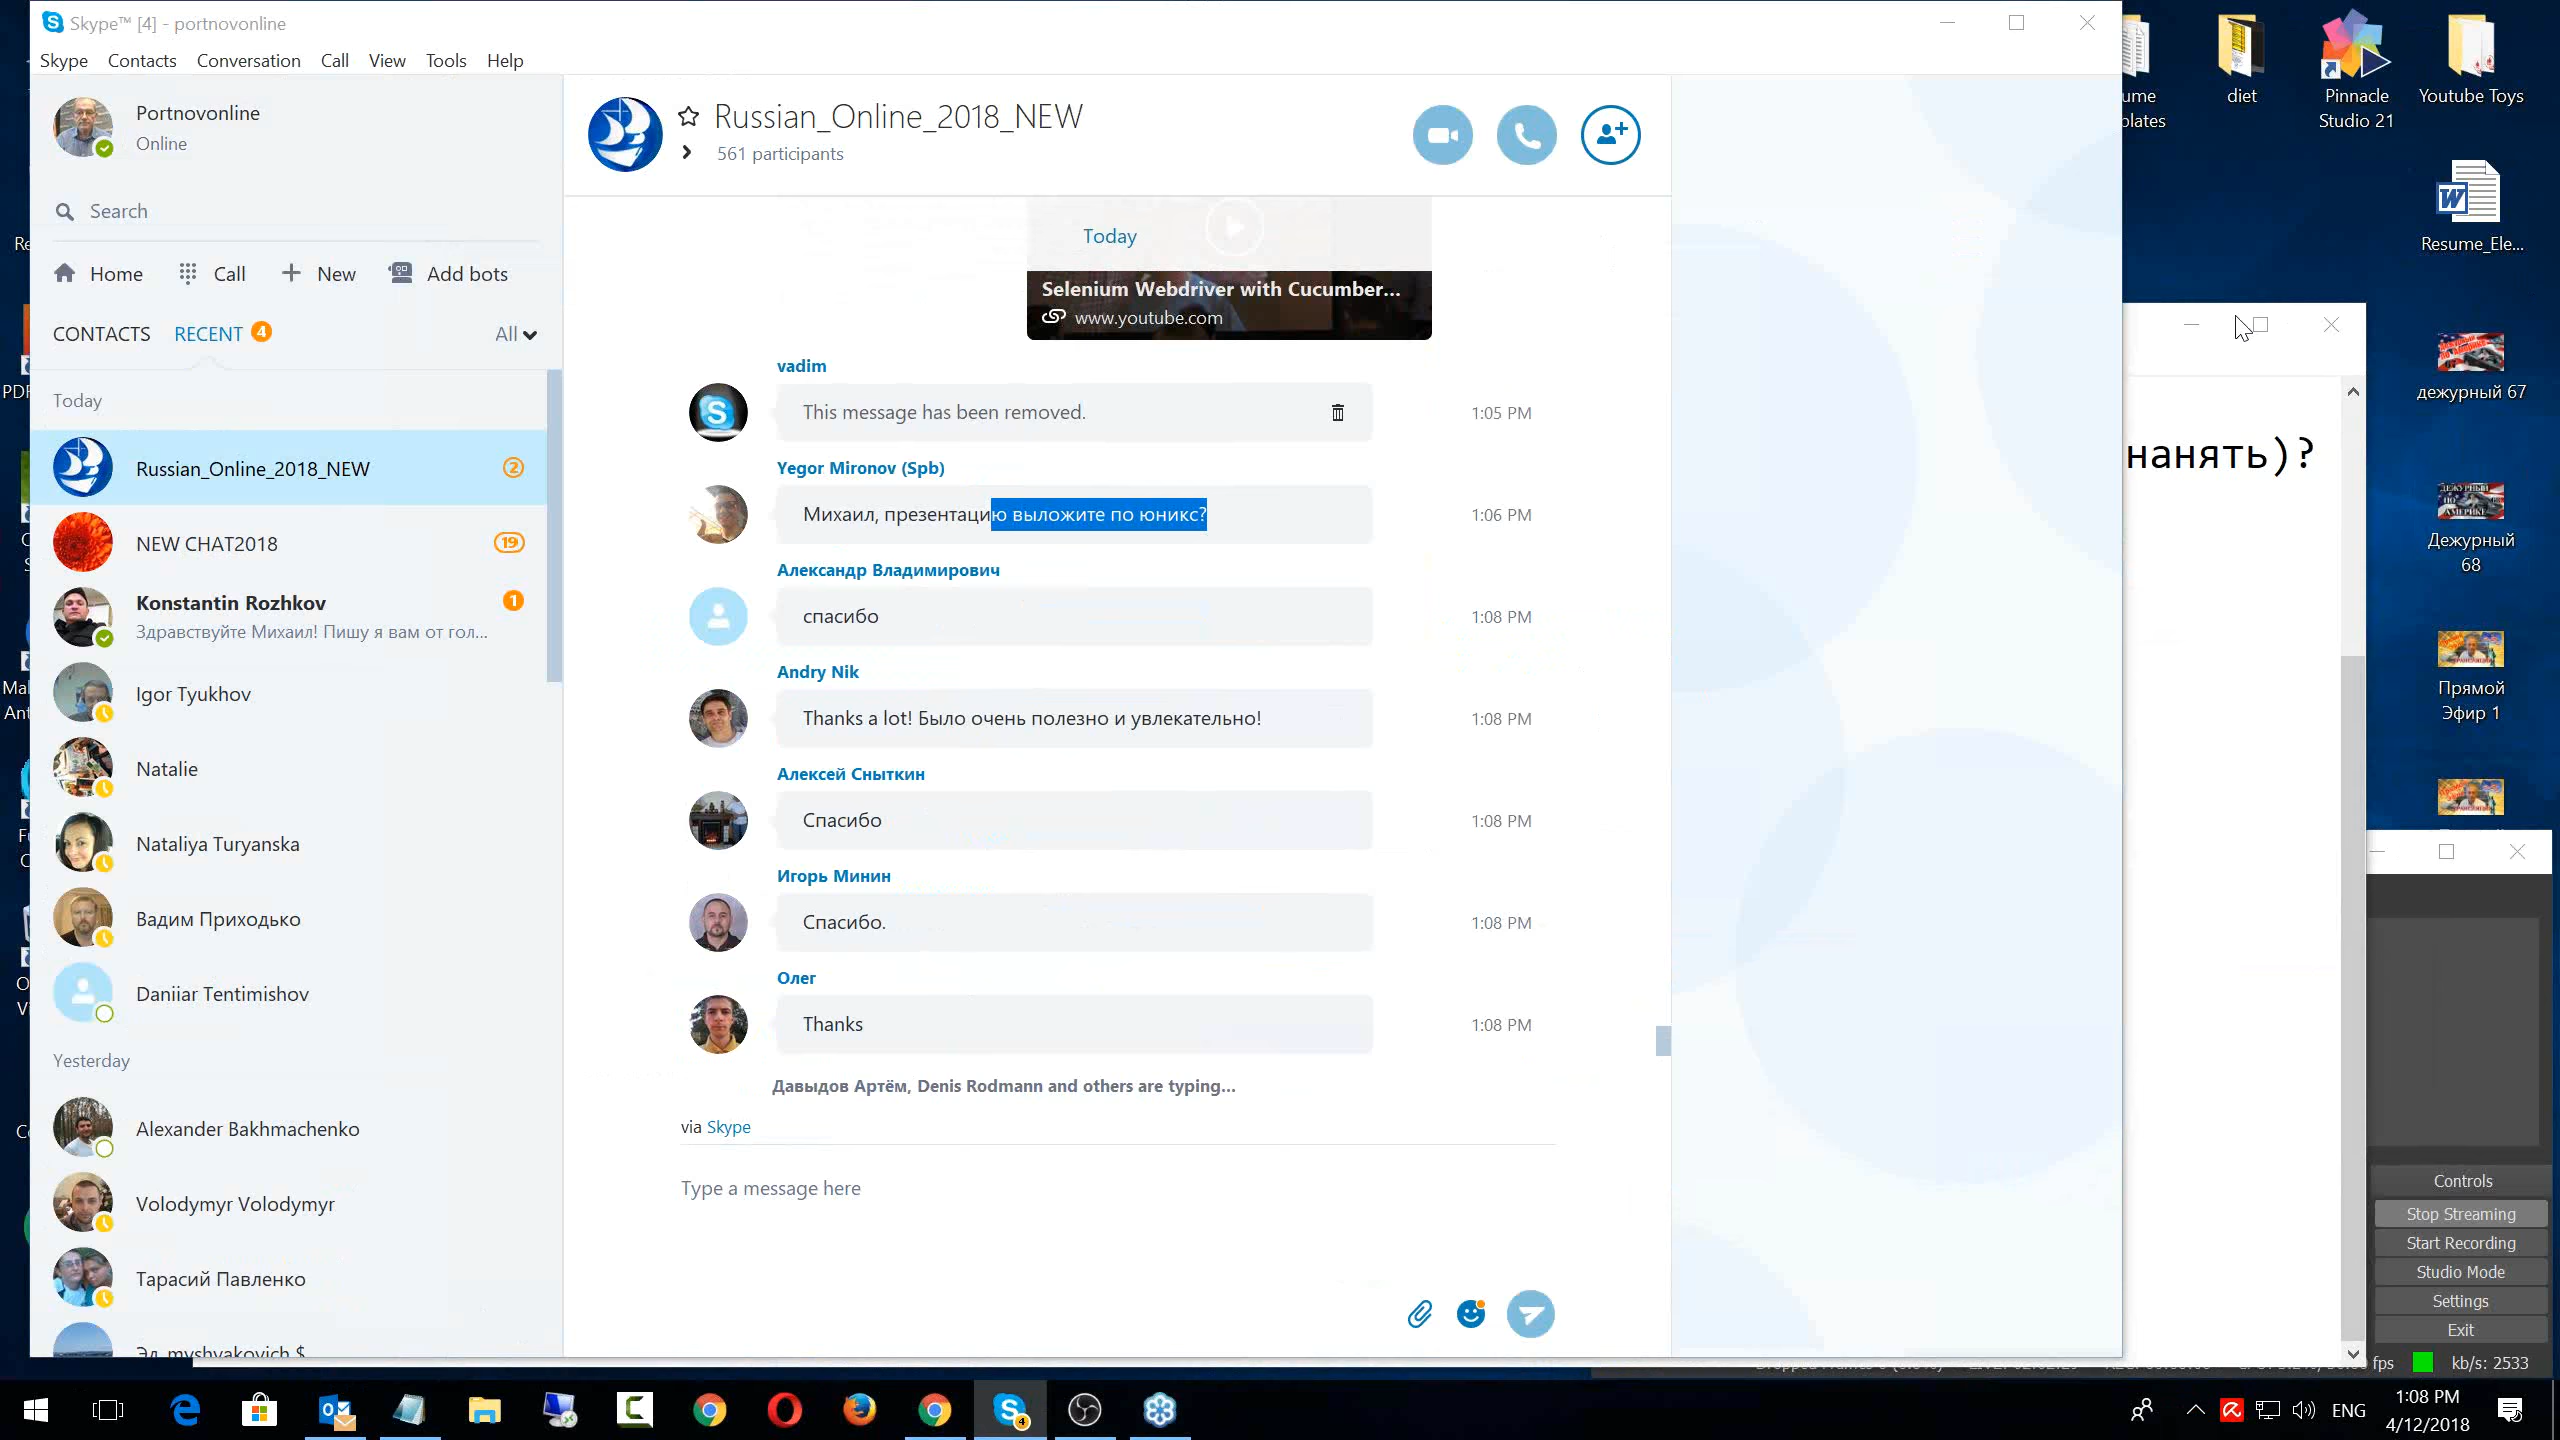 Skype™ [4] - portnovonline
Skype Contacts Conversation Call View Tools Help
Portnovonline
Online
Search
Home Call New Add bots
CONTACTS RECENT 4 All
Today
Russian_Online_2018_NEW 2
NEW CHAT2018 19
Konstantin Rozhkov 1
Здравствуйте Михаил! Пишу я вам от гол...
Igor Tyukhov
Natalie
Nataliya Turyanska
Вадим Приходько
Daniiar Tentimishov
Yesterday
Alexander Bakhmachenko
Volodymyr Volodymyr
Тарасий Павленко
Russian_Online_2018_NEW
561 participants
Today
Selenium Webdriver with Cucumber...
www.youtube.com
vadim
This message has been removed. 1:05 PM
Yegor Mironov (Spb)
Михаил, презентацию выложите по юникс? 1:06 PM
Александр Владимирович
спасибо 1:08 PM
Andry Nik
Thanks a lot! Было очень полезно и увлекательно! 1:08 PM
Алексей Сныткин
Спасибо 1:08 PM
Игорь Минин
Спасибо. 1:08 PM
Олег
Thanks 1:08 PM
Давыдов Артём, Denis Rodmann and others are typing...
via Skype
Type a message here
нанять)?
diet
Pinnacle
Studio 21
Youtube Toys
Resume_Ele...
дежурный 67
Дежурный
68
Прямой
Эфир 1
Controls
Stop Streaming
Start Recording
Studio Mode
Settings
Exit
fps kb/s: 2533
ENG
1:08 PM
4/12/2018